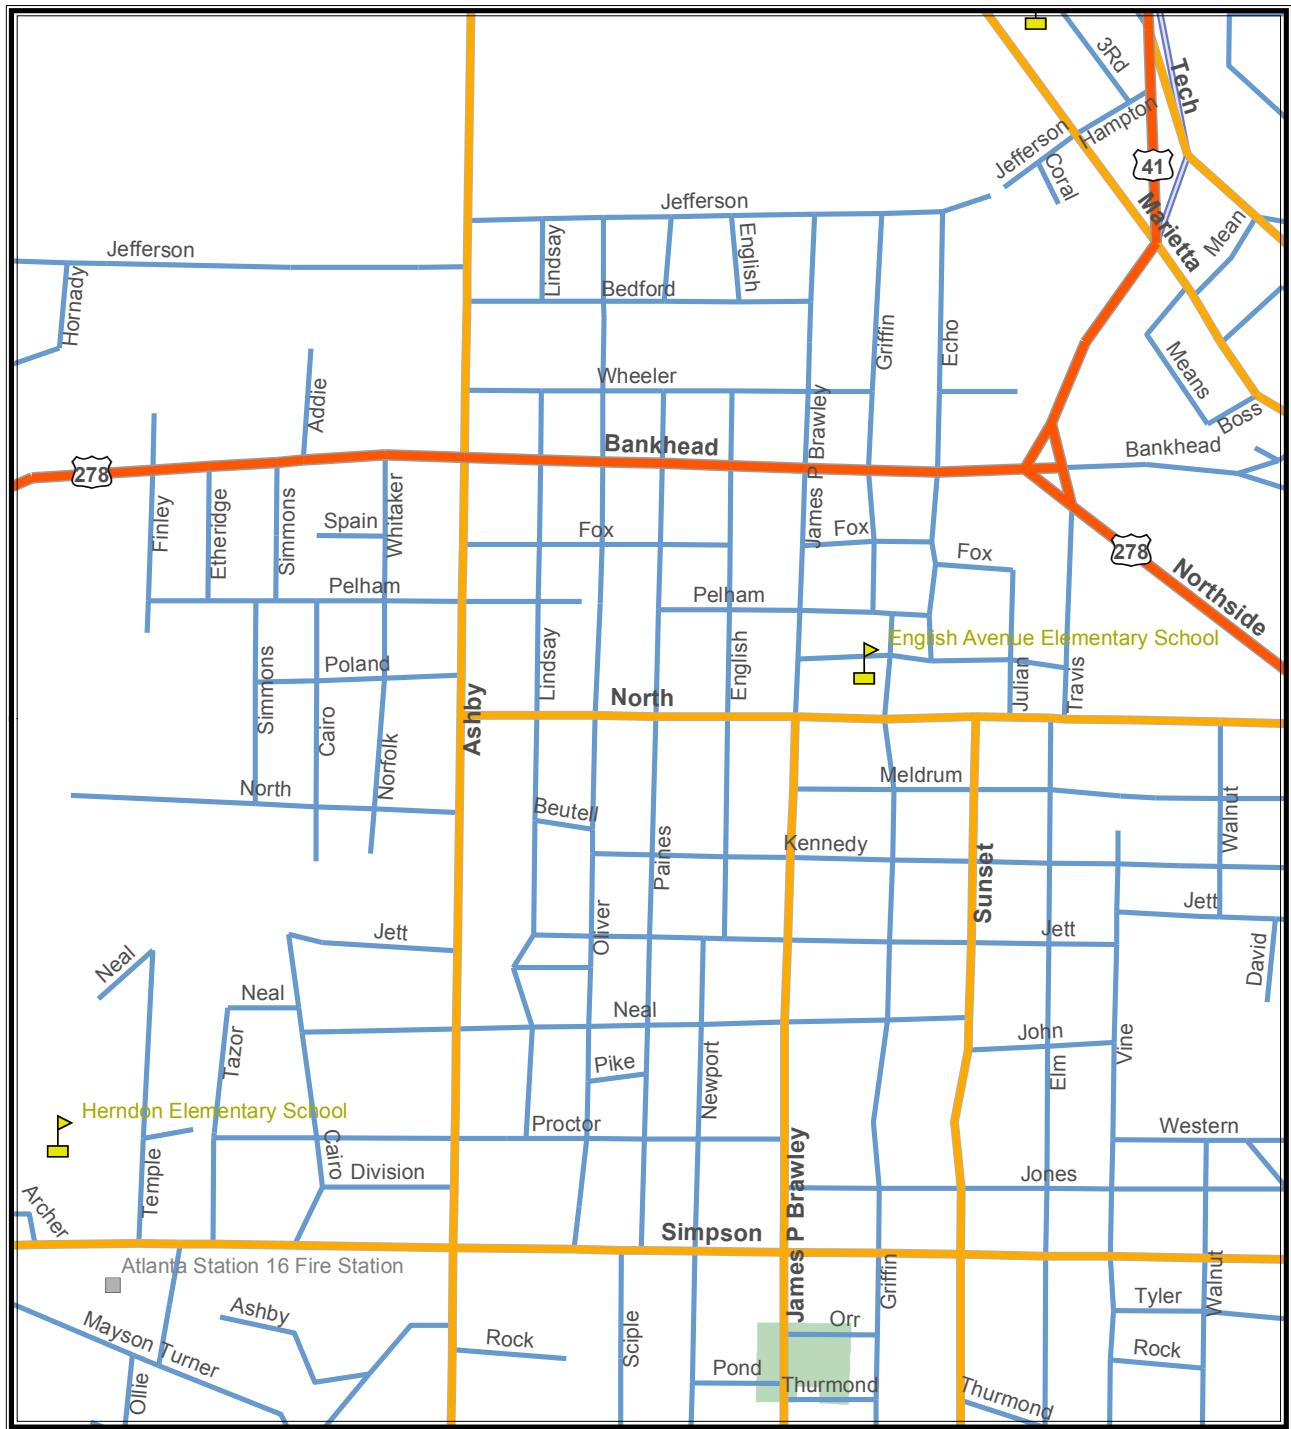 3Rd
Tech
Hampton
Jefferson
Coral
41
Marietta
Mean
Jefferson
Jefferson
Hornady
Lindsay
English
Bedford
Griffin
Echo
Means
Boss
Wheeler
Addie
James P Brawley
Bankhead
Bankhead
278
Finley
Etheridge
Simmons
Spain
Whitaker
Fox
Fox
Fox
278
Northside
Pelham
Pelham
English Avenue Elementary School
Lindsay
English
Julian
Travis
Simmons
Poland
Cairo
Norfolk
Ashby
North
North
Meldrum
Walnut
Beutell
Paines
Kennedy
Sunset
Jett
Oliver
Jett
Jett
David
Neal
Neal
Tazor
Neal
Pike
Newport
John
Elm
Vine
Herndon Elementary School
Proctor
Western
Cairo
Division
Temple
Jones
Archer
James P Brawley
Simpson
Atlanta Station 16 Fire Station
Griffin
Walnut
Tyler
Ashby
Mayson Turner
Ollie
Rock
Sciple
Orr
Rock
Pond
Thurmond
Thurmond